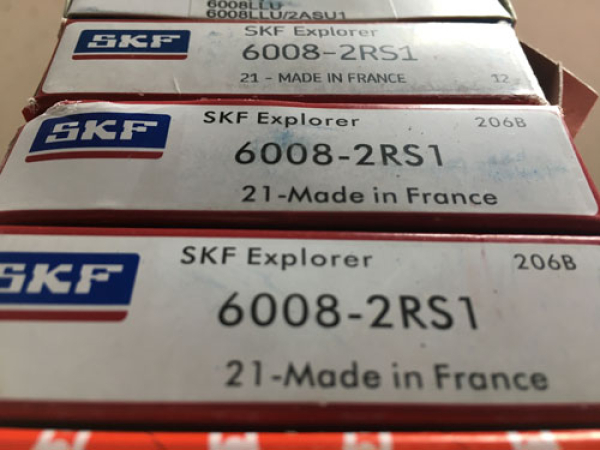 6008LLU
6008LLU/2ASU1
SKF
SKF Explorer
6008-2RS1
21 - MADE IN FRANCE 12
SKF
SKF Explorer 206B
6008-2RS1
21-Made in France
SKF
SKF Explorer 206B
6008-2RS1
21-Made in France